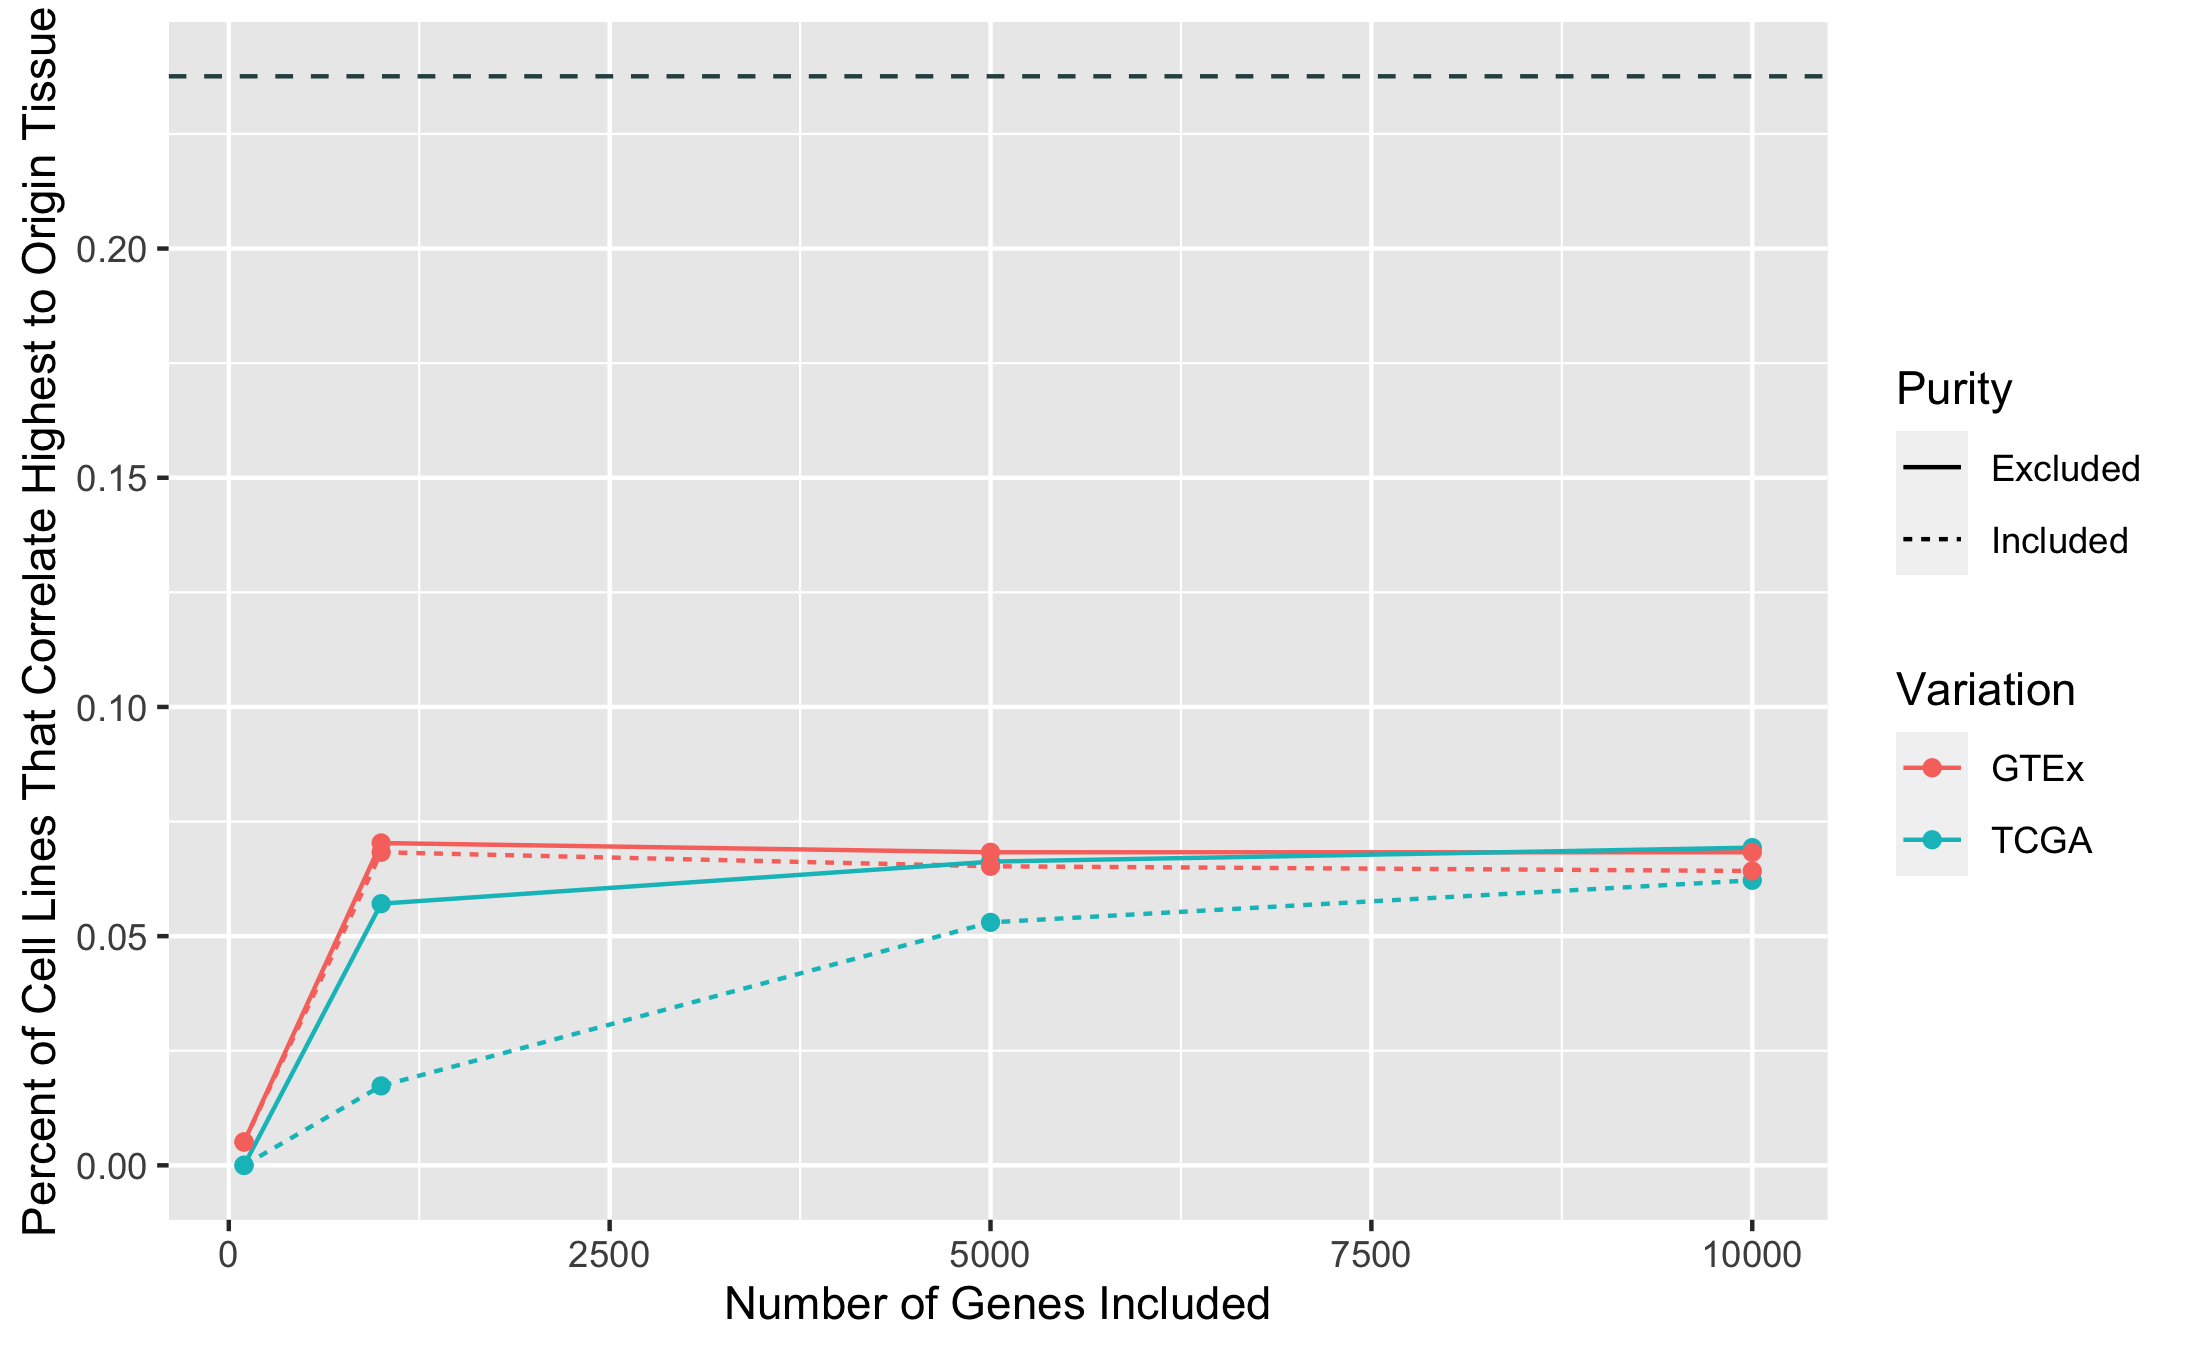 Percent of Cell Lines That Correlate Highest to Origin Tissue
0.20
0.15
0.10
0.05
0.00
0
2500
5000
7500
10000
Number of Genes Included
Purity
Excluded
Included
Variation
GTEx
TCGA